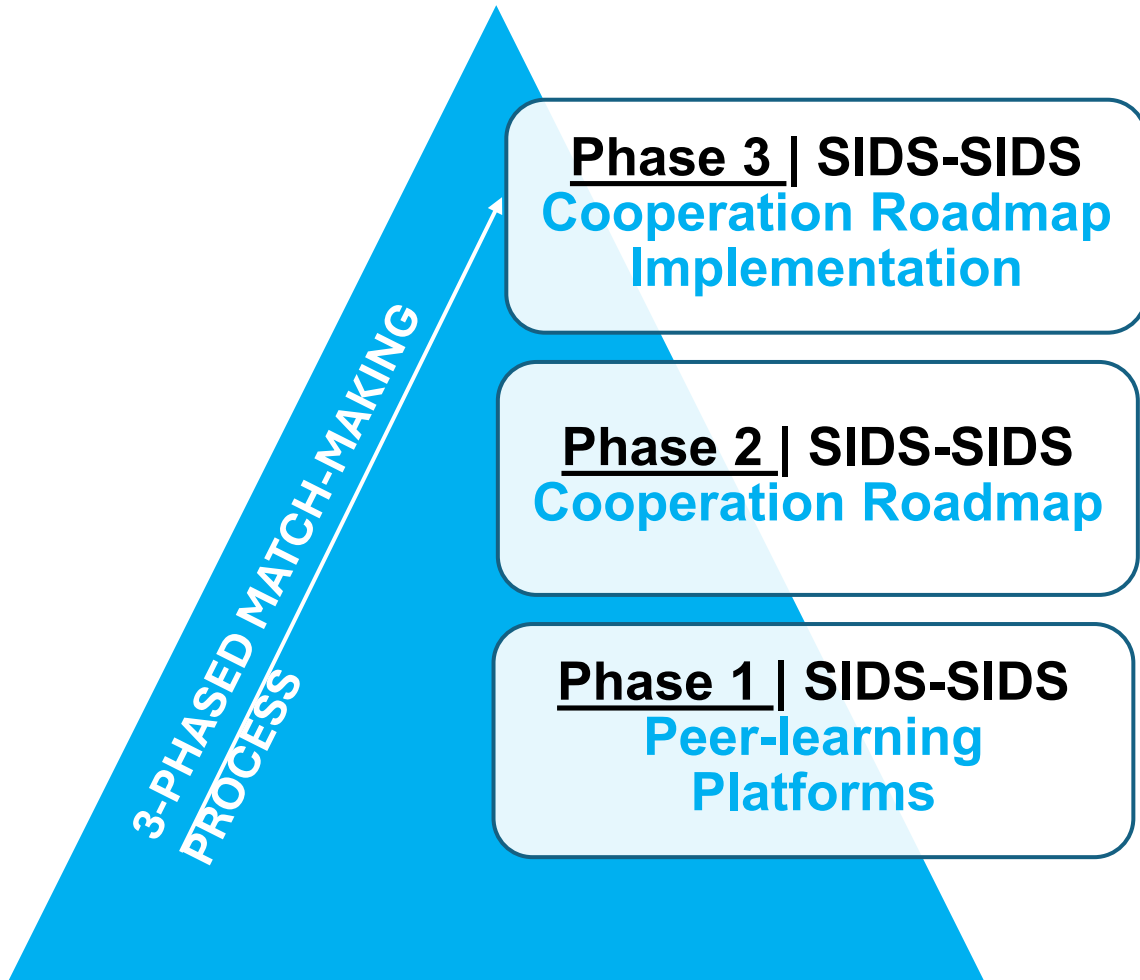 Phase 3 | SIDS-SIDS
Cooperation Roadmap
Implementation
Phase 2 | SIDS-SIDS
Cooperation Roadmap
Phase 1 | SIDS-SIDS
Peer-learning
Platforms
3-PHASED MATCH-MAKING
PROCESS